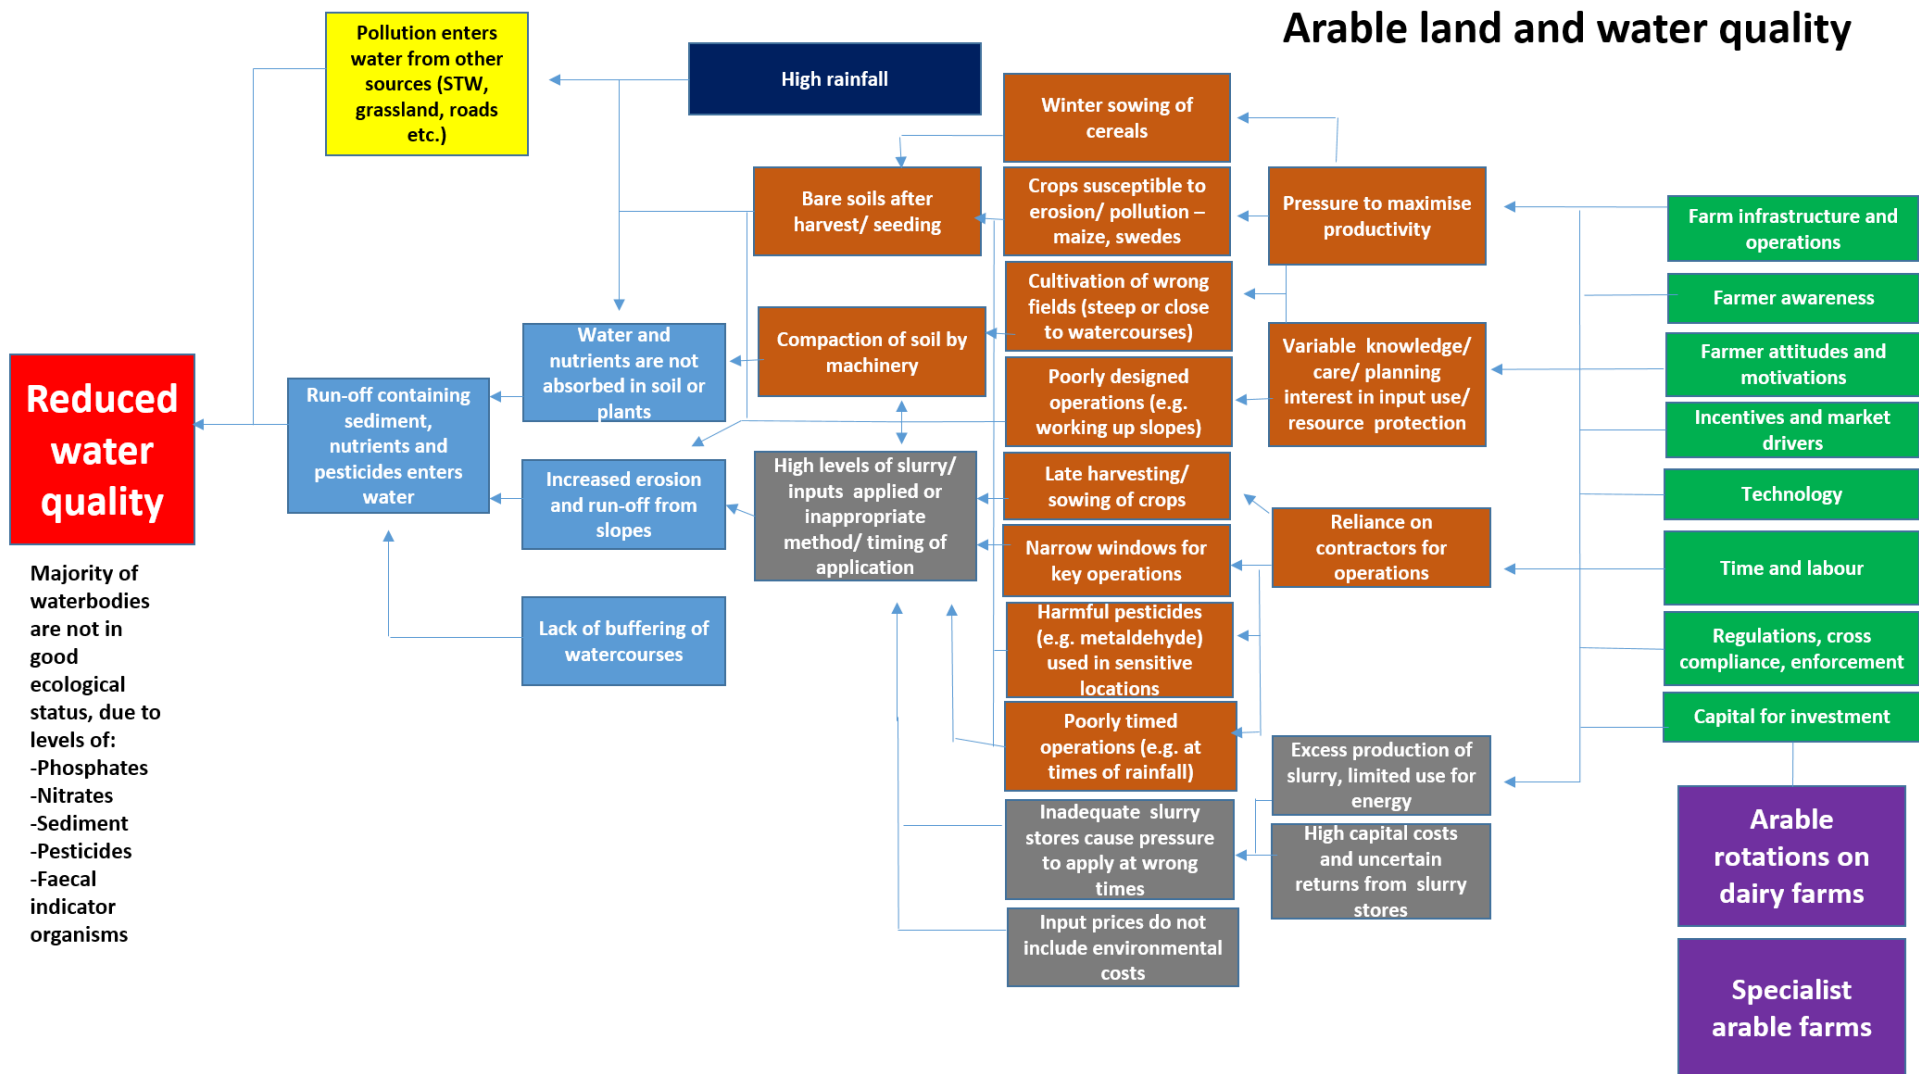 Arable land and water quality
Pollution enters
water from other
sources (STW,
grassland, roads
etc.)
High rainfall
Winter sowing of
cereals
Bare soils after
harvest/ seeding
Crops susceptible to
erosion/ pollution –
maize, swedes
Pressure to maximise
productivity
Farm infrastructure and
operations
Cultivation of wrong
fields (steep or close
to watercourses)
Farmer awareness
Water and
nutrients are not
absorbed in soil or
plants
Compaction of soil by
machinery
Variable  knowledge/
care/ planning
interest in input use/
resource  protection
Farmer attitudes and
motivations
Reduced
water
quality
Run-off containing
sediment,
nutrients and
pesticides enters
water
Poorly designed
operations (e.g.
working up slopes)
Incentives and market
drivers
Increased erosion
and run-off from
slopes
High levels of slurry/
inputs  applied or
inappropriate
method/ timing of
application
Late harvesting/
sowing of crops
Technology
Reliance on
contractors for
operations
Narrow windows for
key operations
Time and labour
Lack of buffering of
watercourses
Harmful pesticides
(e.g. metaldehyde)
used in sensitive
locations
Regulations, cross
compliance, enforcement
Majority of
waterbodies
are not in
good
ecological
status, due to
levels of:
-Phosphates
-Nitrates
-Sediment
-Pesticides
-Faecal
indicator
organisms
Poorly timed
operations (e.g. at
times of rainfall)
Capital for investment
Excess production of
slurry, limited use for
energy
Inadequate  slurry
stores cause pressure
to apply at wrong
times
High capital costs
and uncertain
returns from  slurry
stores
Arable
rotations on
dairy farms
Input prices do not
include environmental
costs
Specialist
arable farms